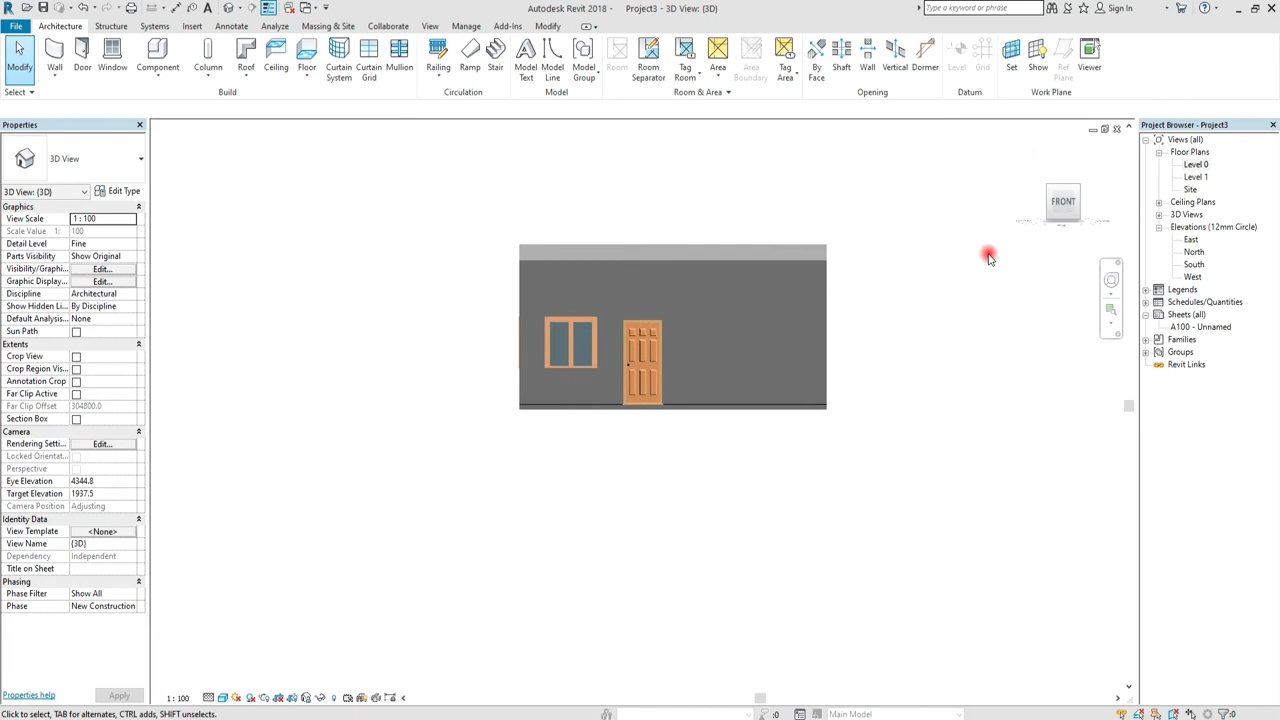 Autodesk Revit 2018 - Project3 - 3D View: {3D}
Type a keyword or phrase
Sign In
File
Architecture
Structure
Systems
Insert
Annotate
Analyze
Massing & Site
Collaborate
View
Manage
Add-Ins
Modify
Modify
Wall
Door
Window
Component
Column
Roof
Ceiling
Floor
Curtain
System
Curtain
Grid
Mullion
Railing
Ramp
Stair
Model
Text
Model
Line
Model
Group
Room
Room
Separator
Tag
Room
Area
Area
Boundary
Tag
Area
By
Face
Shaft
Wall
Vertical
Dormer
Level
Grid
Set
Show
Ref
Plane
Viewer
Select
Build
Circulation
Model
Room & Area
Opening
Datum
Work Plane
Properties
3D View
3D View: {3D}
Edit Type
Graphics
View Scale 1 : 100
Scale Value 1: 100
Detail Level Fine
Parts Visibility Show Original
Visibility/Graphi... Edit...
Graphic Display... Edit...
Discipline Architectural
Show Hidden Li... By Discipline
Default Analysis... None
Sun Path
Extents
Crop View
Crop Region Vis...
Annotation Crop
Far Clip Active
Far Clip Offset 304800.0
Section Box
Camera
Rendering Setti... Edit...
Locked Orientat...
Perspective
Eye Elevation 4344.8
Target Elevation 1937.5
Camera Position Adjusting
Identity Data
View Template <None>
View Name {3D}
Dependency Independent
Title on Sheet
Phasing
Phase Filter Show All
Phase New Construction
Properties help
Apply
FRONT
Project Browser - Project3
Views (all)
Floor Plans
Level 0
Level 1
Site
Ceiling Plans
3D Views
Elevations (12mm Circle)
East
North
South
West
Legends
Schedules/Quantities
Sheets (all)
A100 - Unnamed
Families
Groups
Revit Links
1 : 100
Click to select, TAB for alternates, CTRL adds, SHIFT unselects.
:0
Main Model
:0